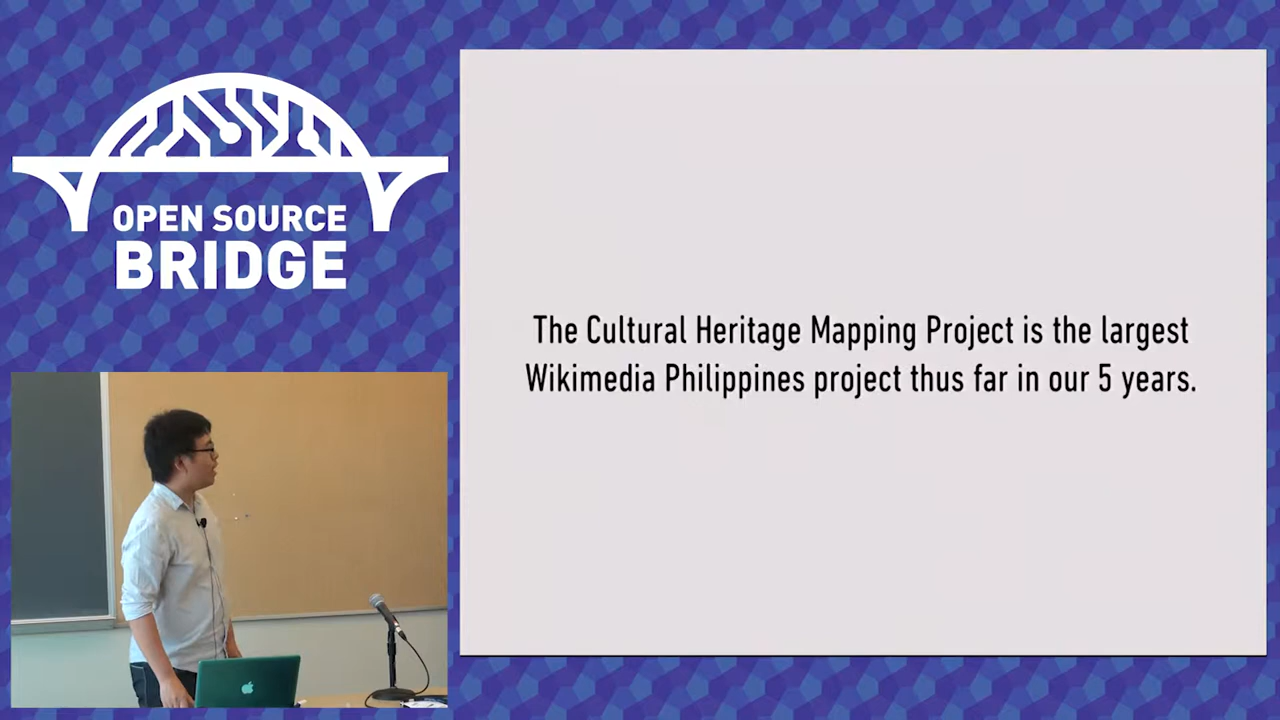 OPEN SOURCE
BRIDGE
The Cultural Heritage Mapping Project is the largest
Wikimedia Philippines project thus far in our 5 years.